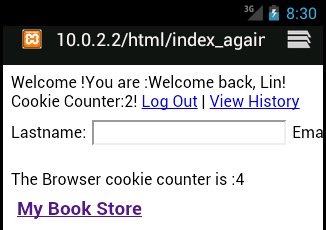 3G 8:30
10.0.2.2/html/index_again
Welcome !You are :Welcome back, Lin!
Cookie Counter:2! Log Out | View History
Lastname: Ema
The Browser cookie counter is :4
My Book Store